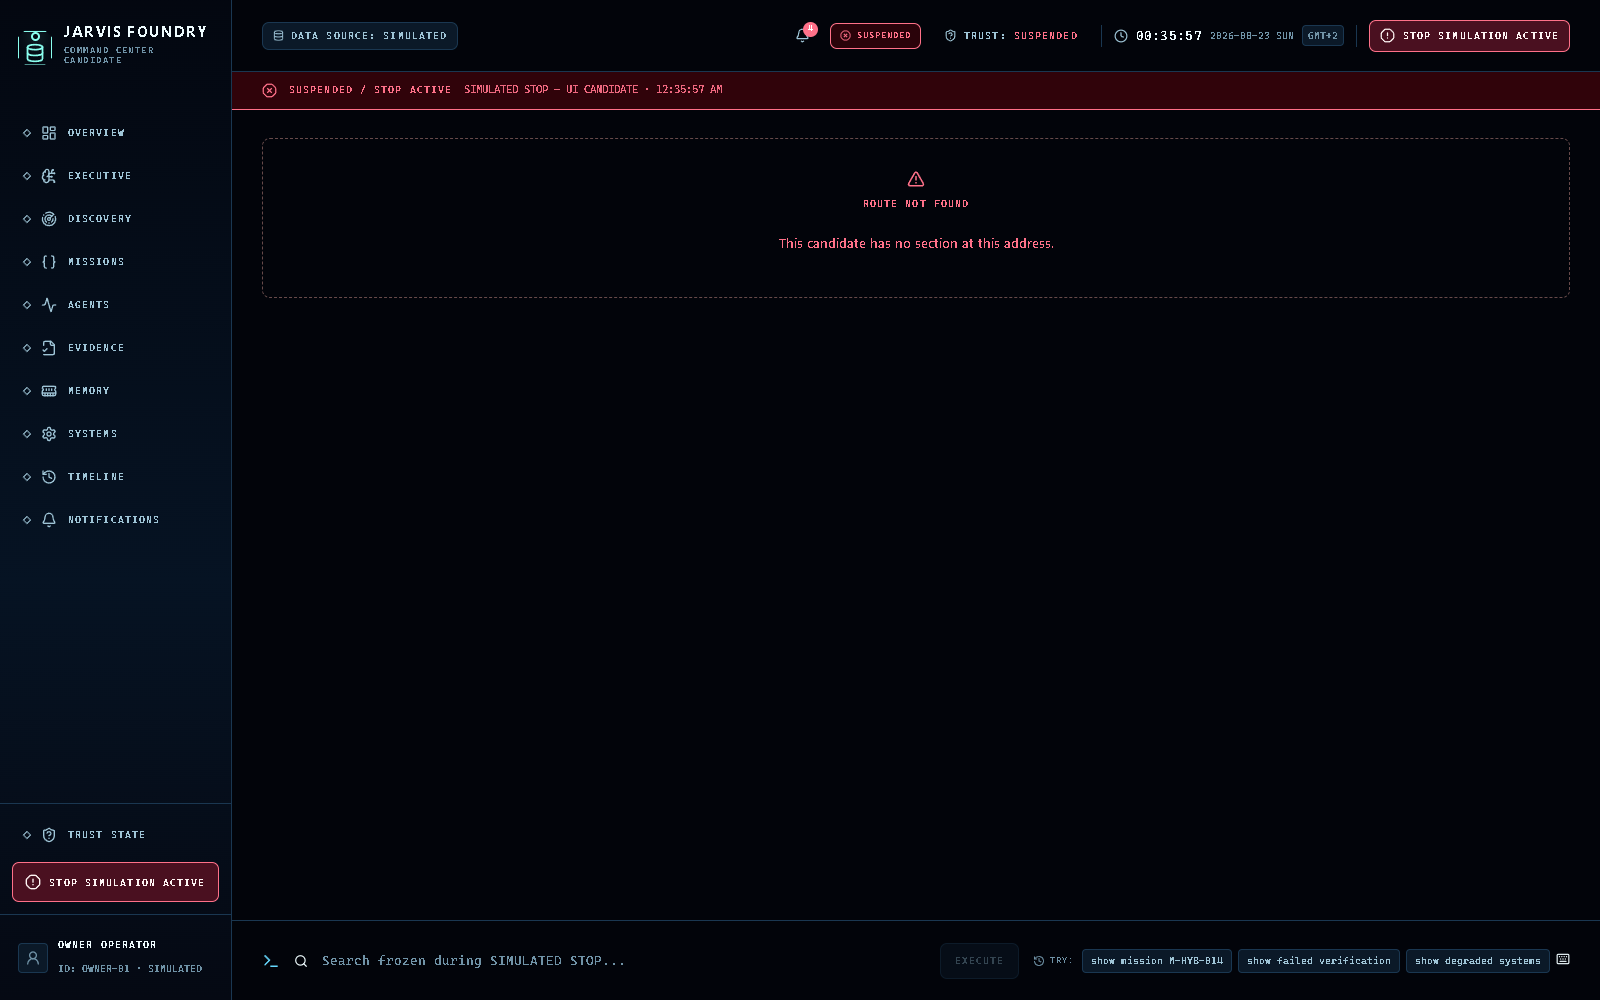 JARVIS FOUNDRY
COMMAND CENTER
CANDIDATE
OVERVIEW
EXECUTIVE
DISCOVERY
MISSIONS
AGENTS
EVIDENCE
MEMORY
SYSTEMS
TIMELINE
NOTIFICATIONS
TRUST STATE
STOP SIMULATION ACTIVE
OWNER OPERATOR
ID: OWNER-01 • SIMULATED
DATA SOURCE: SIMULATED
4
SUSPENDED
TRUST: SUSPENDED
00:35:57 2026-08-23 SUN GMT+2
STOP SIMULATION ACTIVE
SUSPENDED / STOP ACTIVE SIMULATED STOP — UI CANDIDATE · 12:35:57 AM
ROUTE NOT FOUND
This candidate has no section at this address.
Search frozen during SIMULATED STOP...
EXECUTE
TRY:
show mission M-HYB-014
show failed verification
show degraded systems